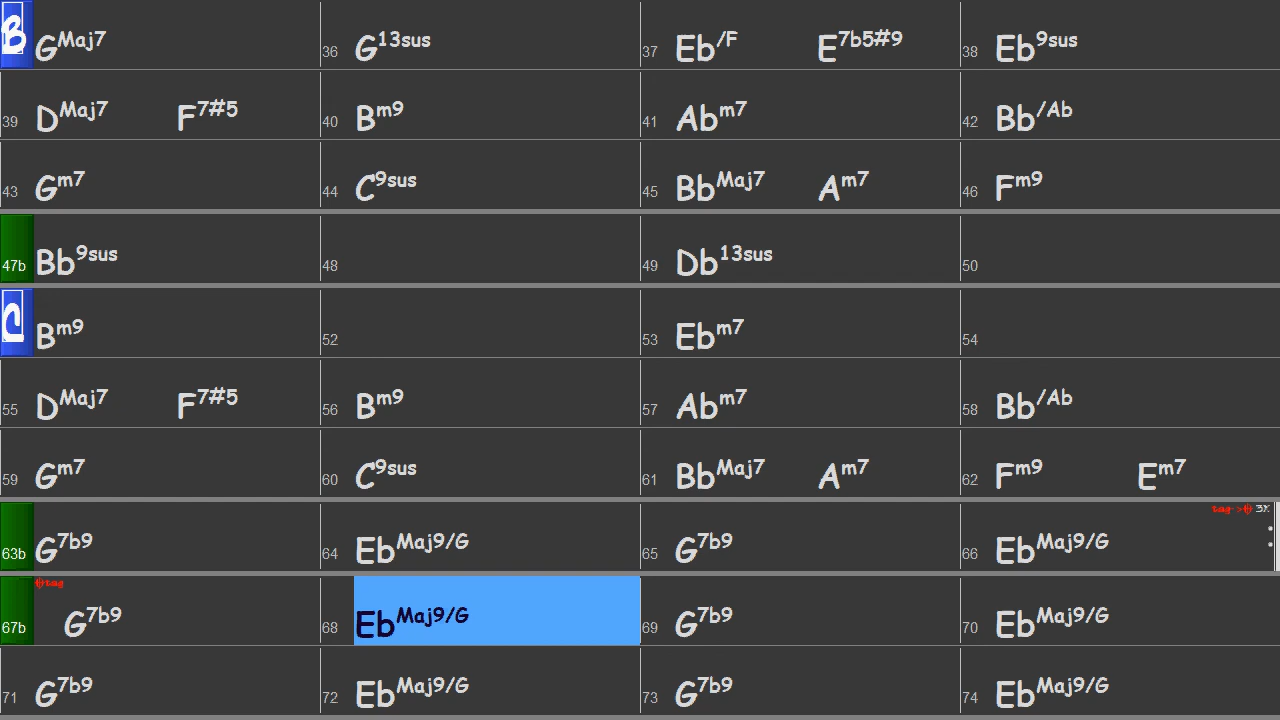 B GMaj7 36 G13sus 37 Eb/F E7b5#9 38 Eb9sus
39 DMaj7 F7#5 40 Bm9 41 Abm7 42 Bb/Ab
43 Gm7 44 C9sus 45 BbMaj7 Am7 46 Fm9
47b Bb9sus 48 49 Db13sus 50
C Bm9 52 53 Ebm7 54
55 DMaj7 F7#5 56 Bm9 57 Abm7 58 Bb/Ab
59 Gm7 60 C9sus 61 BbMaj7 Am7 62 Fm9 Em7
tag-> 3X
63b G7b9 64 EbMaj9/G 65 G7b9 66 EbMaj9/G
tag
67b G7b9 68 EbMaj9/G 69 G7b9 70 EbMaj9/G
71 G7b9 72 EbMaj9/G 73 G7b9 74 EbMaj9/G